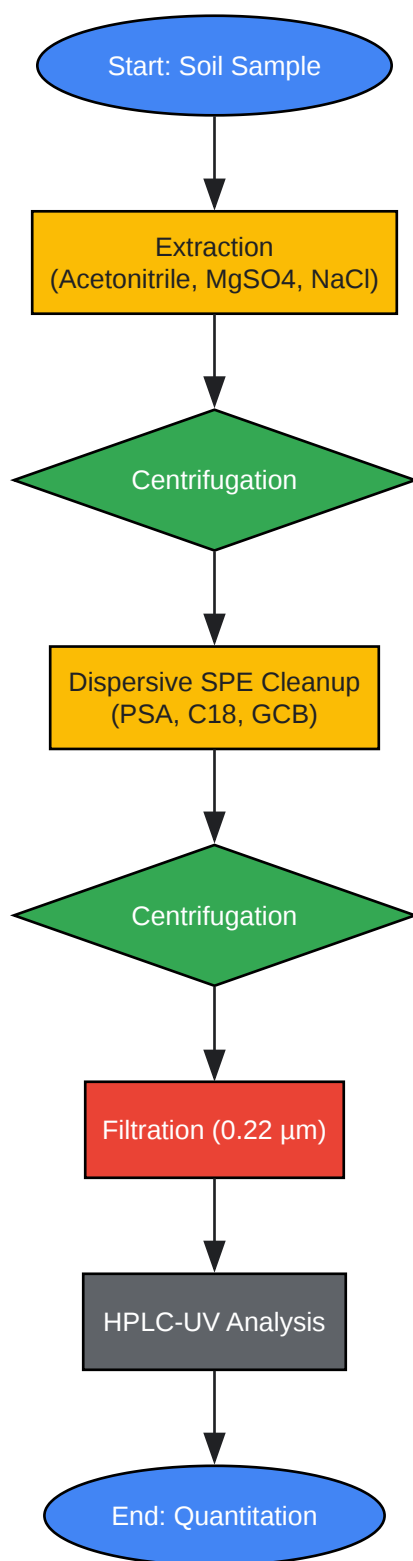 Start: Soil Sample
Extraction
(Acetonitrile, MgSO4, NaCl)
Centrifugation
Dispersive SPE Cleanup
(PSA, C18, GCB)
Centrifugation
Filtration (0.22 µm)
HPLC-UV Analysis
End: Quantitation